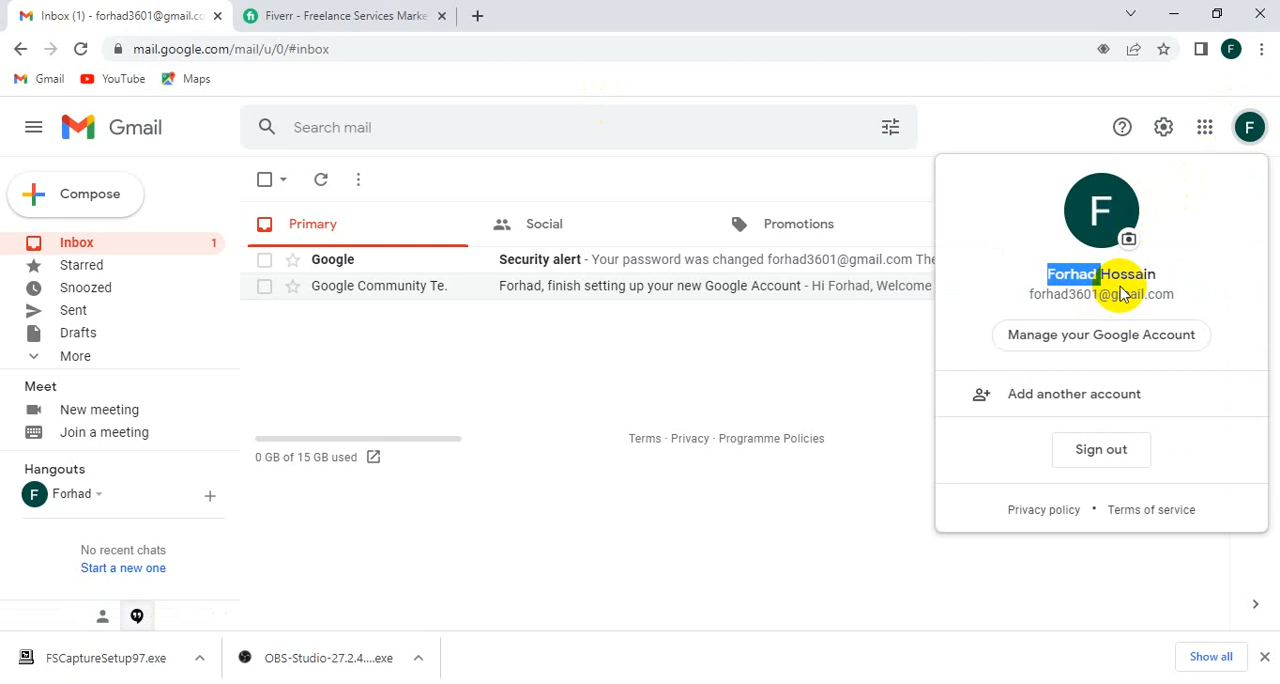 Inbox (1) - forhad3601@gmail.cc
Fiverr - Freelance Services Marke
mail.google.com/mail/u/0/#inbox
F
Gmail
YouTube
Maps
Gmail
Search mail
F
Compose
Inbox 1
Starred
Snoozed
Sent
Drafts
More
Meet
New meeting
Join a meeting
Hangouts
F Forhad
No recent chats
Start a new one
Primary
Social
Promotions
Google Security alert - Your password was changed forhad3601@gmail.com The
Google Community Te. Forhad, finish setting up your new Google Account - Hi Forhad, Welcome
0 GB of 15 GB used
Terms · Privacy · Programme Policies
F
Forhad Hossain
forhad3601@gmail.com
Manage your Google Account
Add another account
Sign out
Privacy policy • Terms of service
FSCaptureSetup97.exe
OBS-Studio-27.2.4....exe
Show all